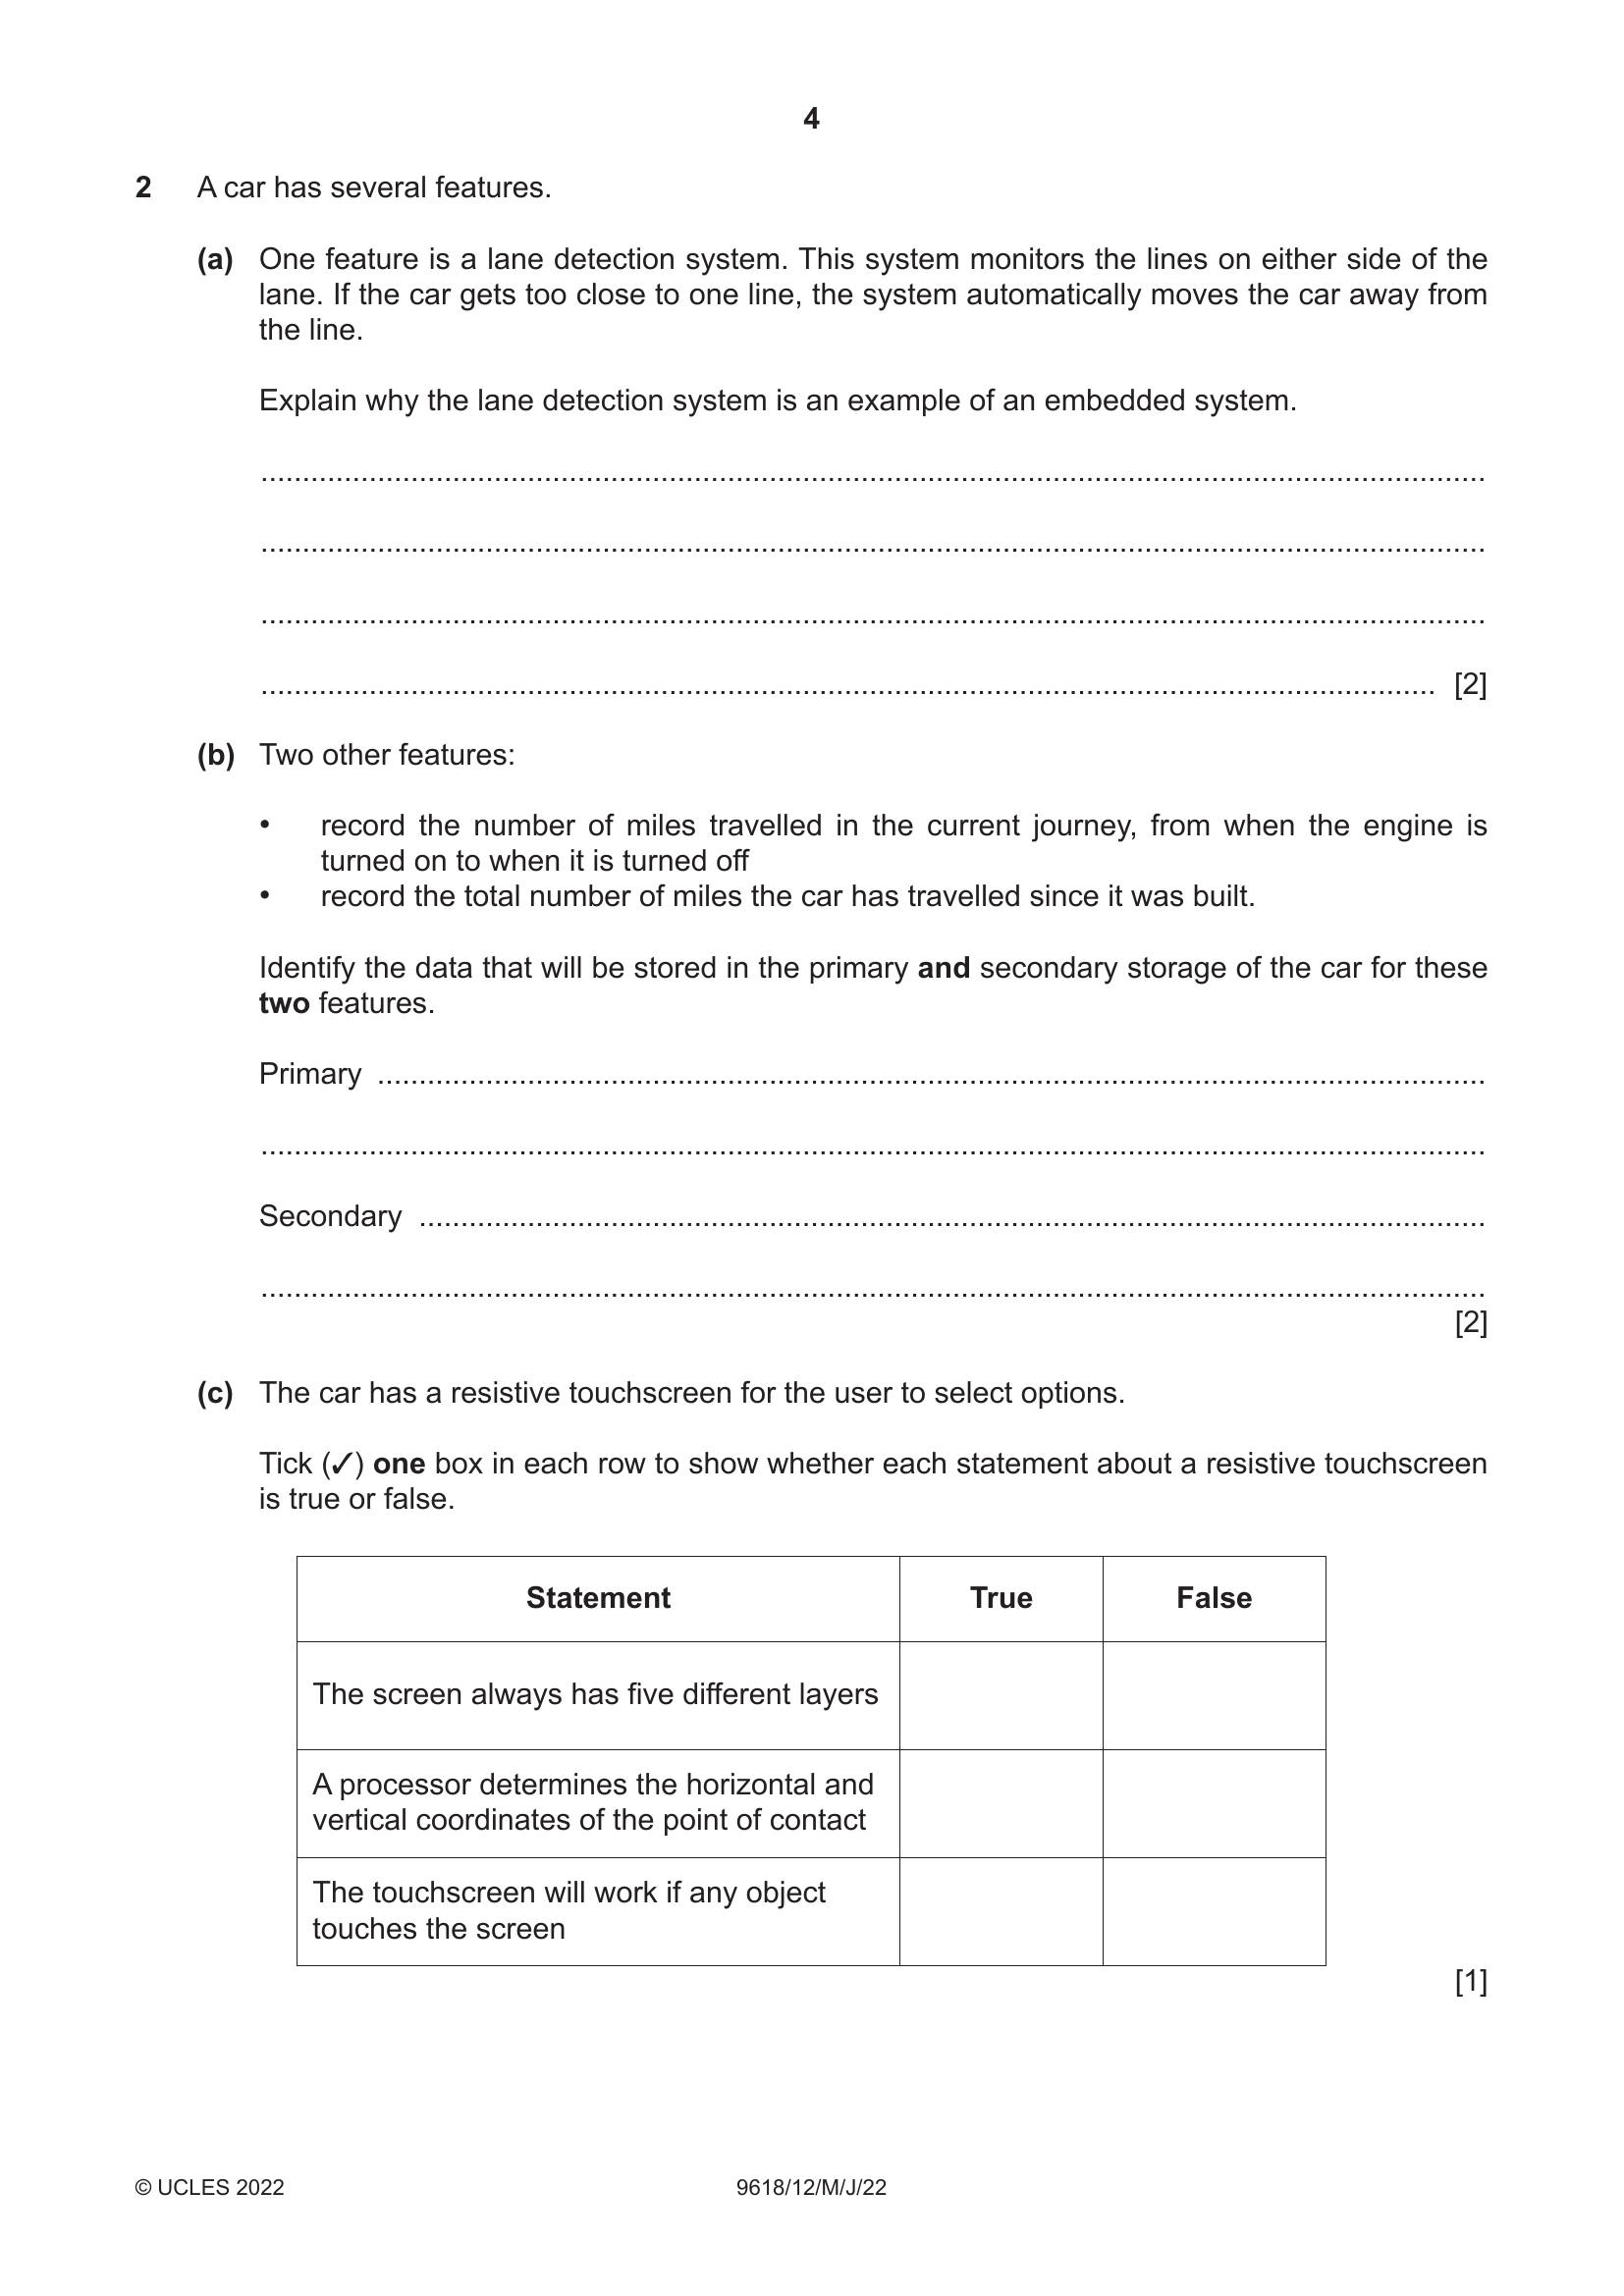 4
2 A car has several features.
(a) One feature is a lane detection system. This system monitors the lines on either side of the
lane. If the car gets too close to one line, the system automatically moves the car away from
the line.
Explain why the lane detection system is an example of an embedded system.
[2]
(b) Two other features:
• record the number of miles travelled in the current journey, from when the engine is
turned on to when it is turned off
• record the total number of miles the car has travelled since it was built.
Identify the data that will be stored in the primary and secondary storage of the car for these
two features.
Primary
Secondary
[2]
(c) The car has a resistive touchscreen for the user to select options.
Tick (✓) one box in each row to show whether each statement about a resistive touchscreen
is true or false.
Statement True False
The screen always has five different layers
A processor determines the horizontal and
vertical coordinates of the point of contact
The touchscreen will work if any object
touches the screen
[1]
© UCLES 2022 9618/12/M/J/22